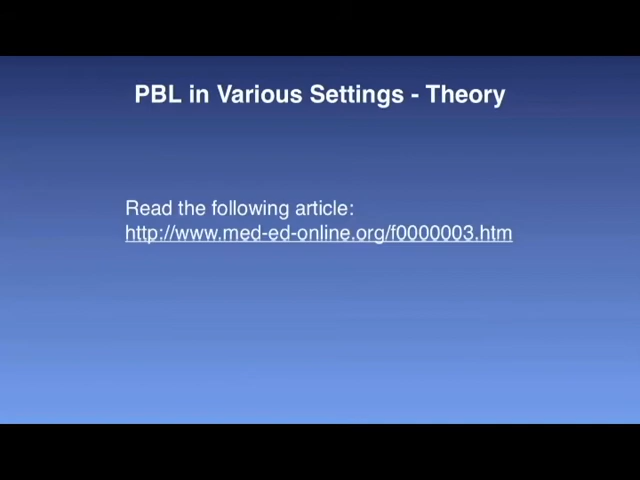 PBL in Various Settings - Theory
Read the following article:
http://www.med-ed-online.org/f0000003.htm